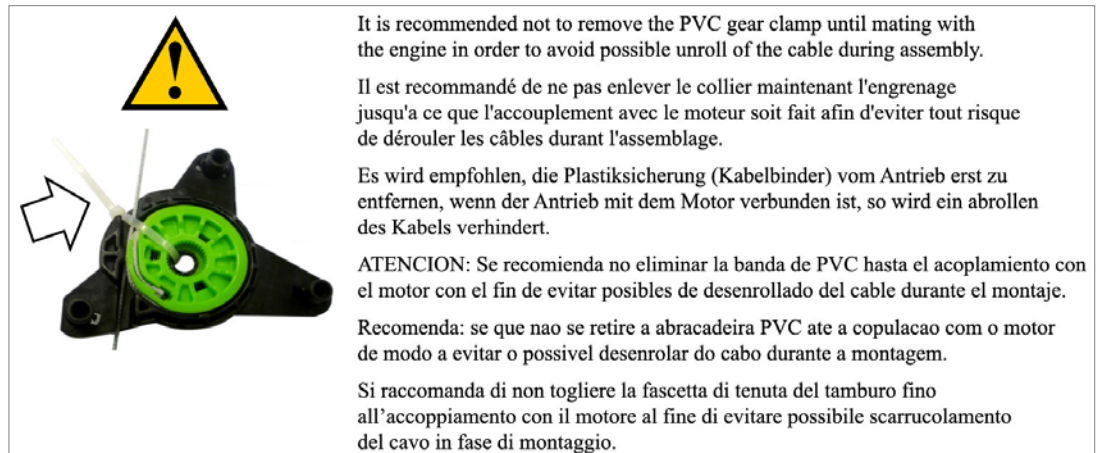 It is recommended not to remove the PVC gear clamp until mating with
the engine in order to avoid possible unroll of the cable during assembly.
Il est recommandé de ne pas enlever le collier maintenant l'engrenage
jusqu'a ce que l'accouplement avec le moteur soit fait afin d'eviter tout risque
de dérouler les câbles durant l'assemblage.
Es wird empfohlen, die Plastiksicherung (Kabelbinder) vom Antrieb erst zu
entfernen, wenn der Antrieb mit dem Motor verbunden ist, so wird ein abrollen
des Kabels verhindert.
ATENCION: Se recomienda no eliminar la banda de PVC hasta el acoplamiento con
el motor con el fin de evitar posibles de desenrollado del cable durante el montaje.
Recomenda: se que nao se retire a abracadeira PVC ate a copulacao com o motor
de modo a evitar o possivel desenrolar do cabo durante a montagem.
Si raccomanda di non togliere la fascetta di tenuta del tamburo fino
all’accoppiamento con il motore al fine di evitare possibile scarrucolamento
del cavo in fase di montaggio.